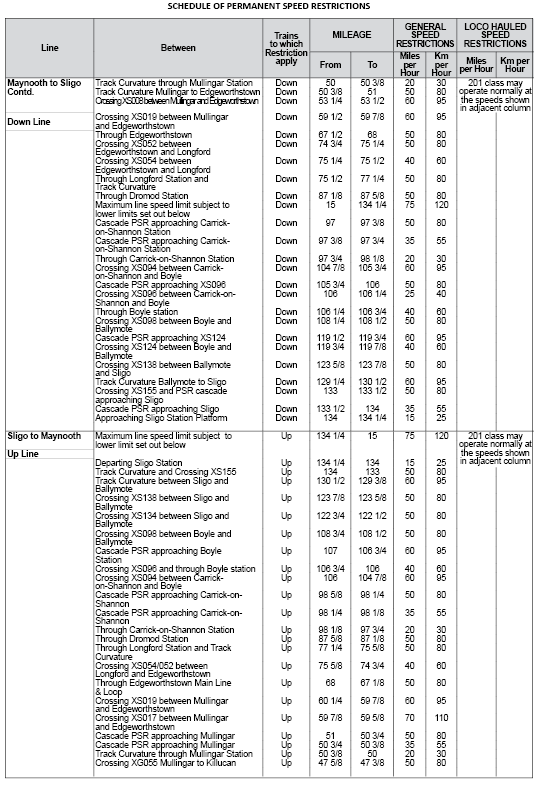 SCHEDULE OF PERMANENT SPEED RESTRICTIONS
Line Between Trains to which Restriction apply MILEAGE GENERAL SPEED RESTRICTIONS LOCO HAULED SPEED RESTRICTIONS
From To Miles per Hour Km per Hour Miles per Hour Km per Hour
Maynooth to Sligo Contd.
Down Line
201 class may operate normally at the speeds shown in adjacent column
Track Curvature through Mullingar Station Down 50 50 3/8 20 30
Track Curvature Mullingar to Edgeworthstown Down 50 3/8 51 50 80
Crossing XS008 between Mullingar and Edgeworthstown Down 53 1/4 53 1/2 60 95
Crossing XS019 between Mullingar Down 59 1/2 59 7/8 60 95
and Edgeworthstown
Through Edgeworthstown Down 67 1/2 68 50 80
Crossing XS052 between Down 74 3/4 75 1/4 50 80
Edgeworthstown and Longford
Crossing XS054 between Down 75 1/4 75 1/2 40 60
Edgeworthstown and Longford
Through Longford Station and Down 75 1/2 77 1/4 50 80
Track Curvature
Through Dromod Station Down 87 1/8 87 5/8 50 80
Maximum line speed limit subject to Down 15 134 1/4 75 120
lower limits set out below
Cascade PSR approaching Carrick- Down 97 97 3/8 50 80
on-Shannon Station
Cascade PSR approaching Carrick- Down 97 3/8 97 3/4 35 55
on-Shannon Station
Through Carrick-on-Shannon Station Down 97 3/4 98 1/8 20 30
Crossing XS094 between Carrick- Down 104 7/8 105 3/4 60 95
on-Shannon and Boyle
Cascade PSR approaching XS096 Down 105 3/4 106 50 80
Crossing XS096 between Carrick-on- Down 106 106 1/4 25 40
Shannon and Boyle
Through Boyle station Down 106 1/4 106 3/4 40 60
Crossing XS098 between Boyle and Down 108 1/4 108 1/2 50 80
Ballymote
Cascade PSR approaching XS124 Down 119 1/2 119 3/4 60 95
Crossing XS124 between Boyle and Down 119 3/4 119 7/8 40 60
Ballymote
Crossing XS138 between Ballymote Down 123 5/8 123 7/8 50 80
and Sligo
Track Curvature Ballymote to Sligo Down 129 1/4 130 1/2 60 95
Crossing XS155 and PSR cascade Down 133 133 1/2 50 80
approaching Sligo
Cascade PSR approaching Sligo Down 133 1/2 134 35 55
Approaching Sligo Station Platform Down 134 134 1/4 15 25
Sligo to Maynooth
Up Line
201 class may operate normally at the speeds shown in adjacent column
Maximum line speed limit subject to Up 134 1/4 15 75 120
lower limit set out below
Departing Sligo Station Up 134 1/4 134 15 25
Track Curvature and Crossing XS155 Up 134 133 50 80
Track Curvature between Sligo and Up 130 1/2 129 3/8 60 95
Ballymote
Crossing XS138 between Sligo and Up 123 7/8 123 5/8 50 80
Ballymote
Crossing XS134 between Sligo and Up 122 3/4 122 1/2 50 80
Ballymote
Crossing XS098 between Boyle and Up 108 3/4 108 1/2 50 80
Ballymote
Cascade PSR approaching Boyle Up 107 106 3/4 60 95
Station
Crossing XS096 and through Boyle station Up 106 3/4 106 40 60
Crossing XS094 between Carrick- Up 106 104 7/8 60 95
on-Shannon and Boyle
Cascade PSR approaching Carrick-on- Up 98 5/8 98 1/4 50 80
Shannon
Cascade PSR approaching Carrick-on- Up 98 1/4 98 1/8 35 55
Shannon
Through Carrick-on-Shannon Station Up 98 1/8 97 3/4 20 30
Through Dromod Station Up 87 5/8 87 1/8 50 80
Through Longford Station and Track Up 77 1/4 75 5/8 50 80
Curvature
Crossing XS054/052 between Up 75 5/8 74 3/4 40 60
Longford and Edgeworthstown
Through Edgeworthstown Main Line Up 68 67 1/8 50 80
& Loop
Crossing XS019 between Mullingar Up 60 1/4 59 7/8 60 95
and Edgeworthstown
Crossing XS017 between Mullingar Up 59 7/8 59 5/8 70 110
and Edgeworthstown
Cascade PSR approaching Mullingar Up 51 50 3/4 50 80
Cascade PSR approaching Mullingar Up 50 3/4 50 3/8 35 55
Track Curvature through Mullingar Station Up 50 3/8 50 20 30
Crossing XG055 Mullingar to Killucan Up 47 5/8 47 3/8 50 80